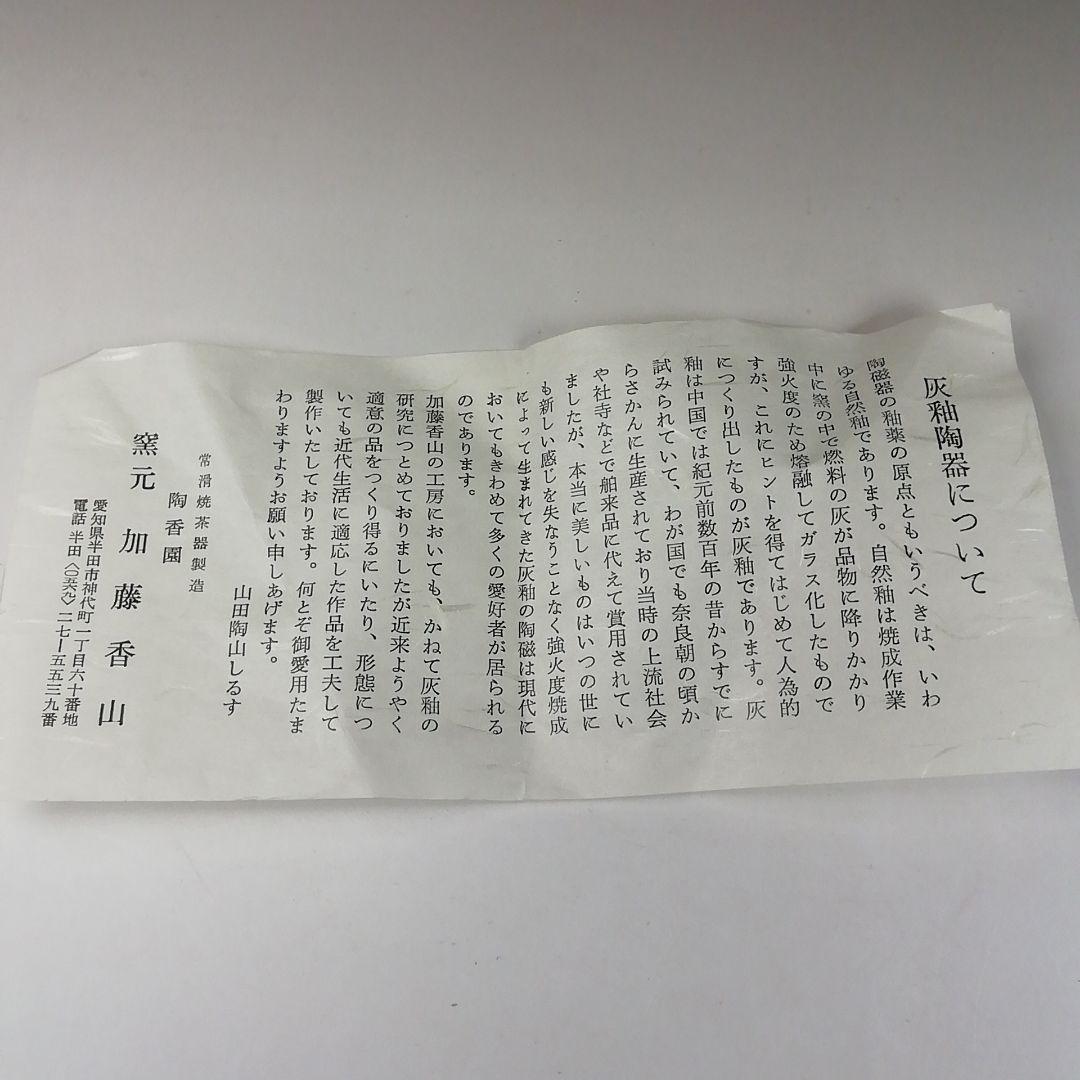 灰釉陶器について
陶磁器の釉薬の原点ともいうべきは、いわ
ゆる自然釉であります。自然釉は焼成作業
中に窯の中で燃料の灰が品物に降りかかり
強火度のため熔融してガラス化したもので
すが、これにヒントを得てはじめて人為的
につくり出したものが灰釉であります。灰
釉は中国では紀元前数百年の昔からすでに
試みられていて、わが国でも奈良朝の頃か
らさかんに生産されており当時の上流社会
や社寺などで舶来品に代えて賞用されてい
ましたが、本当に美しいものはいつの世に
も新しい感じを失なうことなく強火度焼成
によって生まれてきた灰釉の陶磁は現代に
おいてもきわめて多くの愛好者が居られる
のであります。
加藤香山の工房においても、かねて灰釉の
研究につとめておりましたが近来ようやく
適意の品をつくり得るにいたり、形態につ
いても近代生活に適応した作品を工夫して
製作いたしております。何とぞ御愛用たま
わりますようお願い申しあげます。
山田陶山しるす
常滑焼茶器製造
陶香園
窯元 加藤香山
愛知県半田市神代町一丁目六十番地
電話 半田〈〇五六九〉二七ー五五三九番